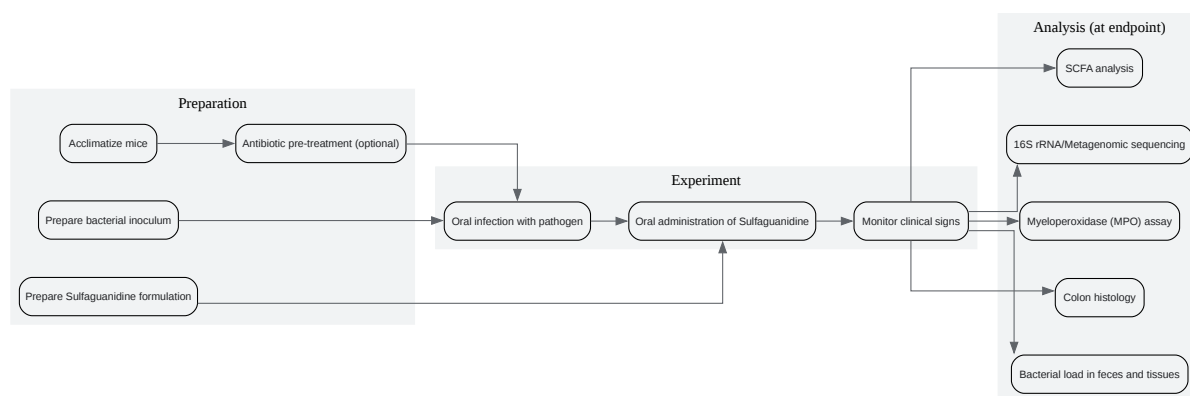 Preparation
Acclimatize mice
Antibiotic pre-treatment (optional)
Prepare bacterial inoculum
Prepare Sulfaguanidine formulation
Experiment
Oral infection with pathogen
Oral administration of Sulfaguanidine
Monitor clinical signs
Analysis (at endpoint)
SCFA analysis
16S rRNA/Metagenomic sequencing
Myeloperoxidase (MPO) assay
Colon histology
Bacterial load in feces and tissues